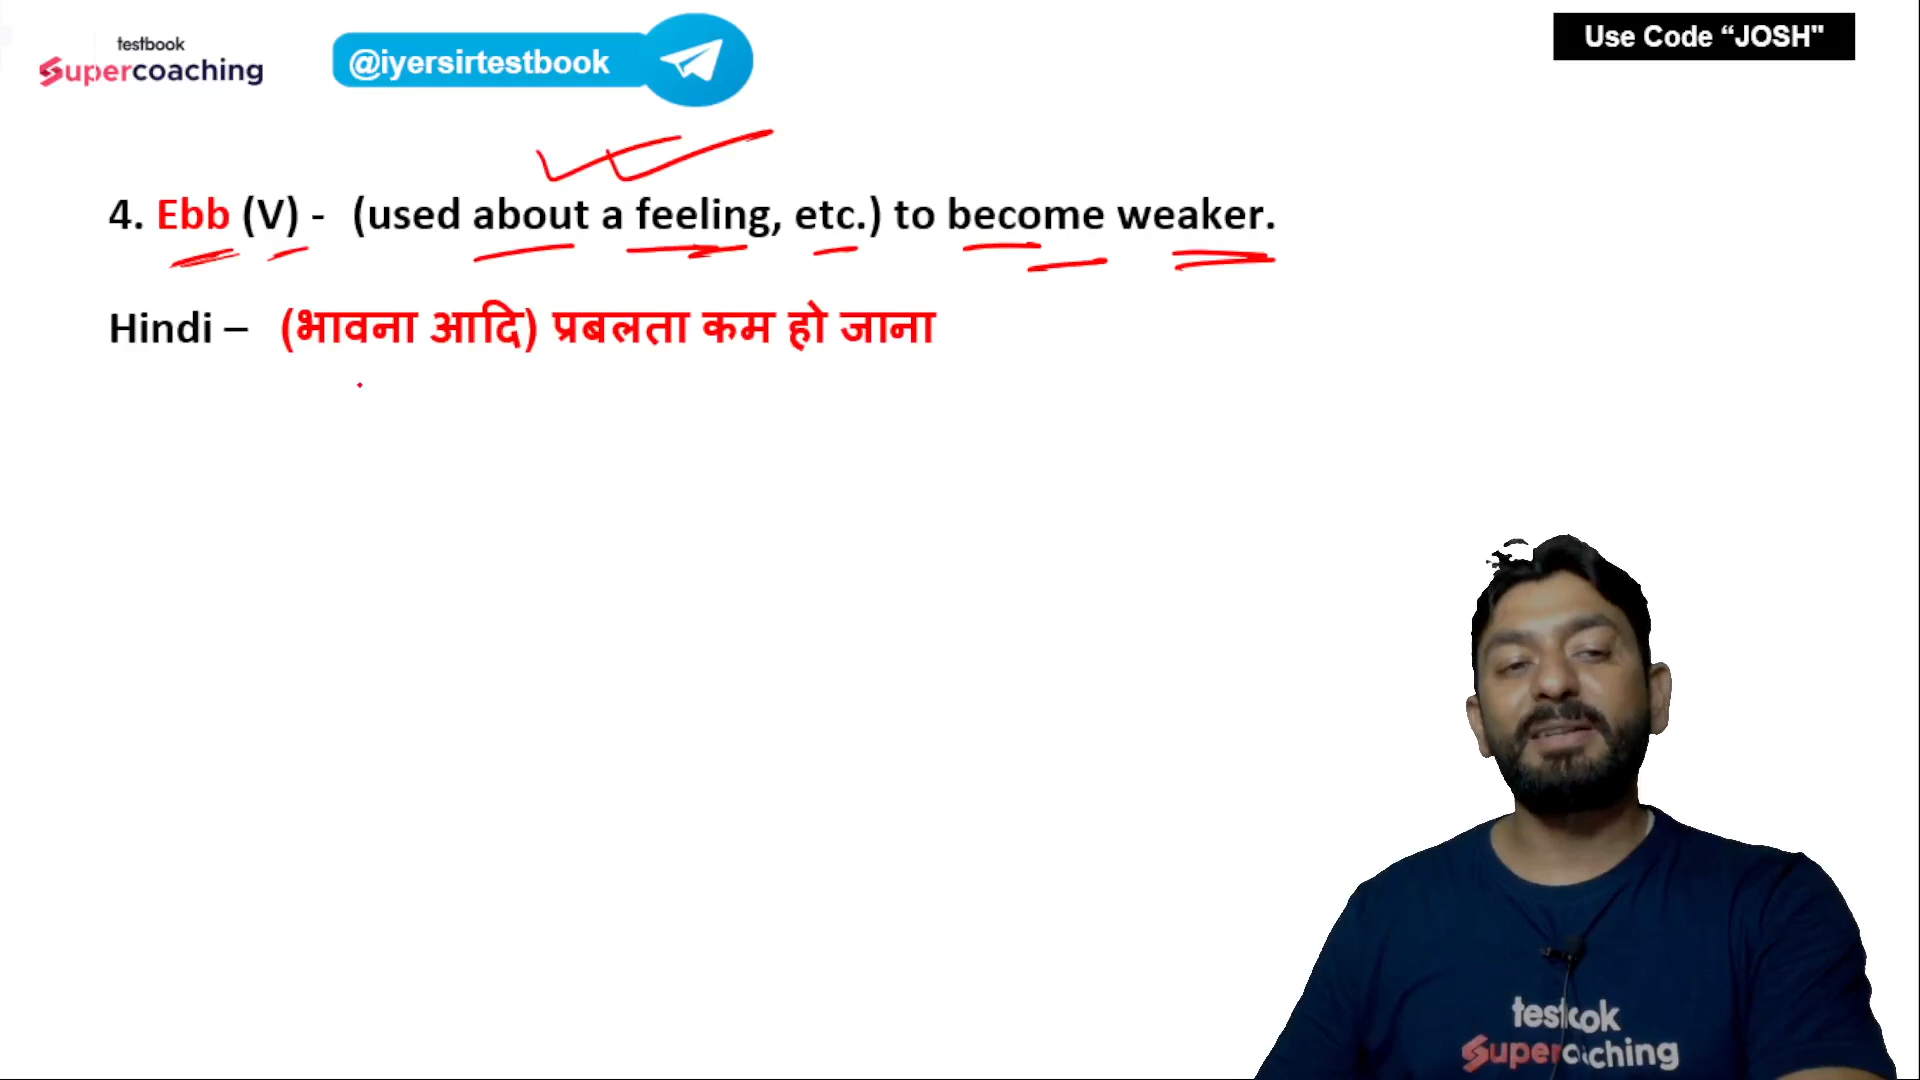 testbook
Supercoaching
@iyersirtestbook
Use Code “JOSH"
4. Ebb (V) - (used about a feeling, etc.) to become weaker.
Hindi – (भावना आदि) प्रबलता कम हो जाना
Supercoaching